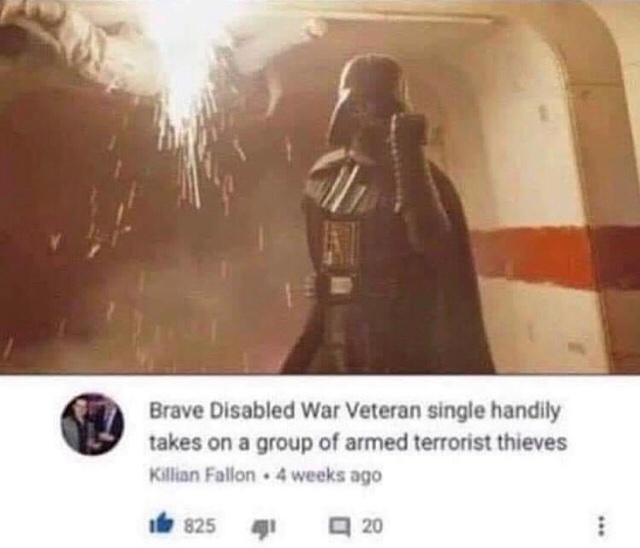 Brave Disabled War Veteran single handily
takes on a group of armed terrorist thieves
Killian Fallon • 4 weeks ago
825
20